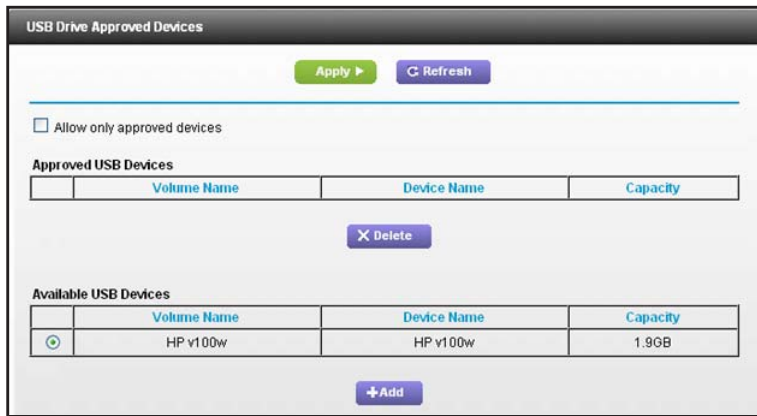 USB Drive Approved Devices
Apply Refresh
Allow only approved devices
Approved USB Devices
Volume Name Device Name Capacity
Delete
Available USB Devices
Volume Name Device Name Capacity
HP v100w HP v100w 1.9GB
+Add